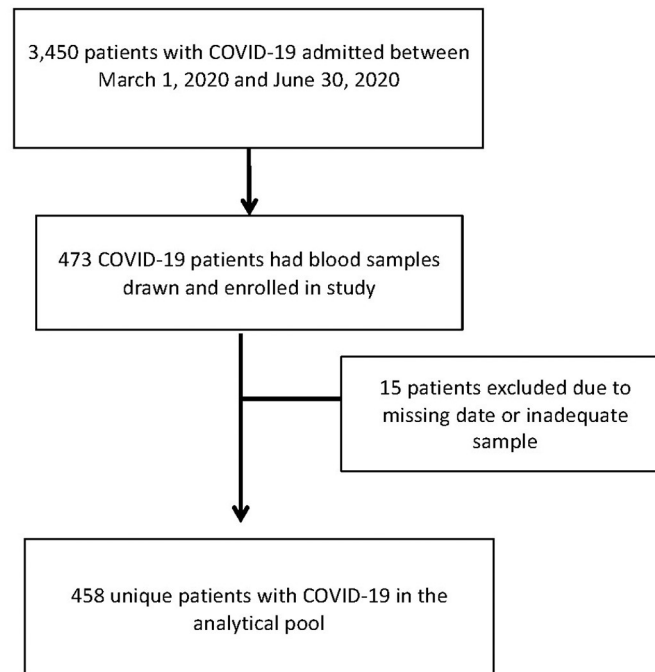 3,450 patients with COVID-19 admitted between
March 1, 2020 and June 30, 2020
473 COVID-19 patients had blood samples
drawn and enrolled in study
15 patients excluded due to
missing date or inadequate
sample
458 unique patients with COVID-19 in the
analytical pool